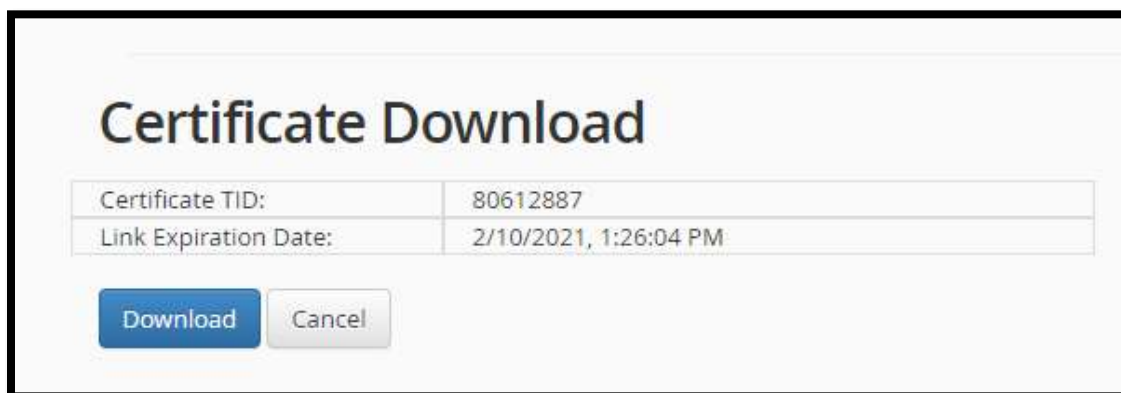 Certificate Download
Certificate TID: 80612887
Link Expiration Date: 2/10/2021, 1:26:04 PM
Download Cancel